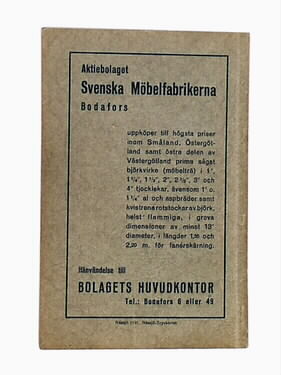 Aktiebolaget
Svenska Möbelfabrikerna
Bodafors
uppköper till högsta priser
inom Småland, Östergöt-
land samt östra delen av
Västergötland prima sågat
björkvirke (möbelträ) i 1",
1¼", 1½", 2", 2½", 3" och
4" tjocklekar, ävensom 1" o.
1¼" al och aspbräder samt
kvistrena rotstockar av björk,
helst flammiga, i grova
dimensioner av minst 13"
diameter, i längder 1,90 och
2,20 m. för fanérskärning.
Hänvändelse till
BOLAGETS HUVUDKONTOR
Tel.: Bodafors 6 eller 49